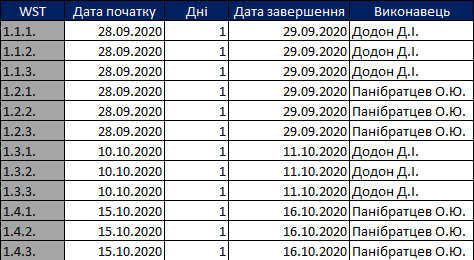 WST Дата початку Дні Дата завершення Виконавець
1.1.1. 28.09.2020 1 29.09.2020 Додон Д.І.
1.1.2. 28.09.2020 1 29.09.2020 Додон Д.І.
1.1.3. 28.09.2020 1 29.09.2020 Додон Д.І.
1.2.1. 28.09.2020 1 29.09.2020 Панібратцев О.Ю.
1.2.2. 28.09.2020 1 29.09.2020 Панібратцев О.Ю.
1.2.3. 28.09.2020 1 29.09.2020 Панібратцев О.Ю.
1.3.1. 10.10.2020 1 11.10.2020 Додон Д.І.
1.3.2. 10.10.2020 1 11.10.2020 Додон Д.І.
1.3.3. 10.10.2020 1 11.10.2020 Додон Д.І.
1.4.1. 15.10.2020 1 16.10.2020 Панібратцев О.Ю.
1.4.2. 15.10.2020 1 16.10.2020 Панібратцев О.Ю.
1.4.3. 15.10.2020 1 16.10.2020 Панібратцев О.Ю.